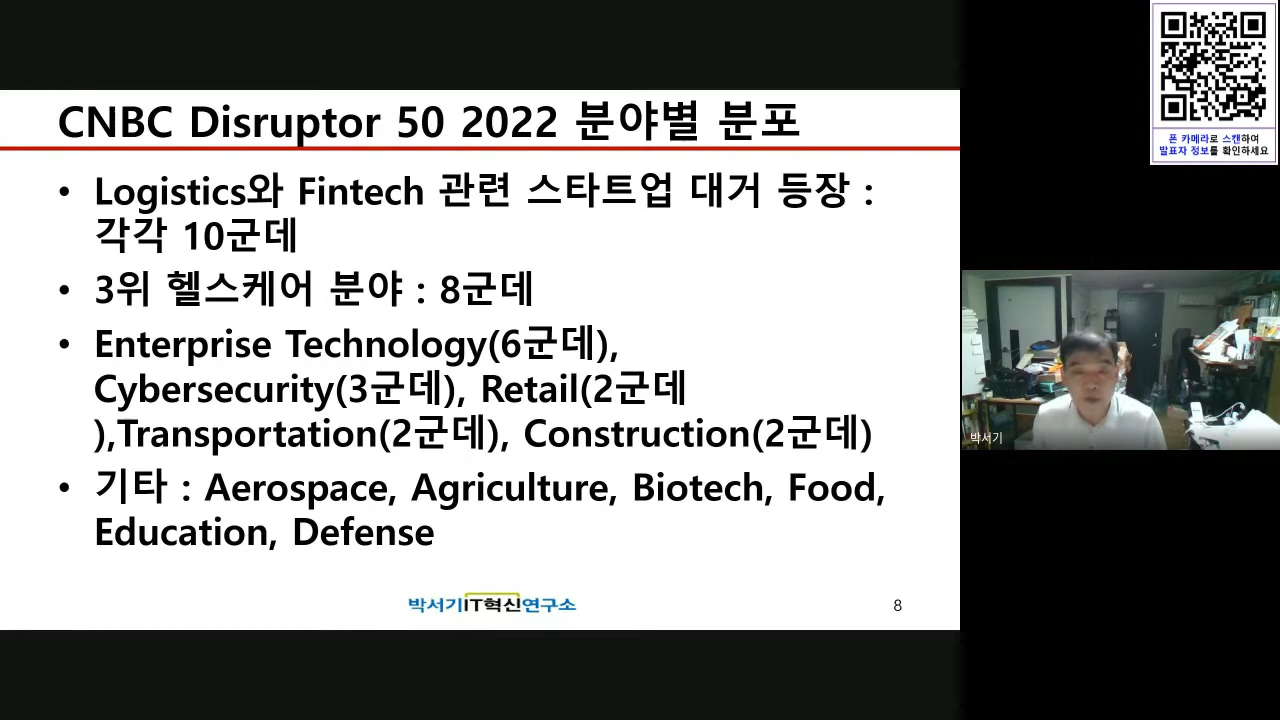 CNBC Disruptor 50 2022 분야별 분포
• Logistics와 Fintech 관련 스타트업 대거 등장 :
각각 10군데
• 3위 헬스케어 분야 : 8군데
• Enterprise Technology(6군데),
Cybersecurity(3군데), Retail(2군데
),Transportation(2군데), Construction(2군데)
• 기타 : Aerospace, Agriculture, Biotech, Food,
Education, Defense
박서기IT혁신연구소
8
폰 카메라로 스캔하여
발표자 정보를 확인하세요
박서기